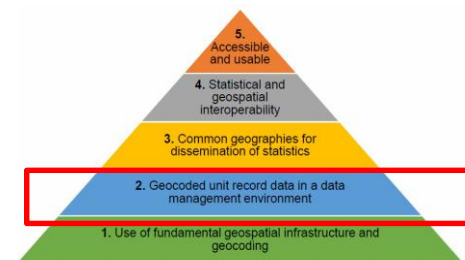 5.
Accessible
and usable
4. Statistical and
geospatial
interoperability
3. Common geographies for
dissemination of statistics
2. Geocoded unit record data in a data
management environment
1. Use of fundamental geospatial infrastructure and
geocoding